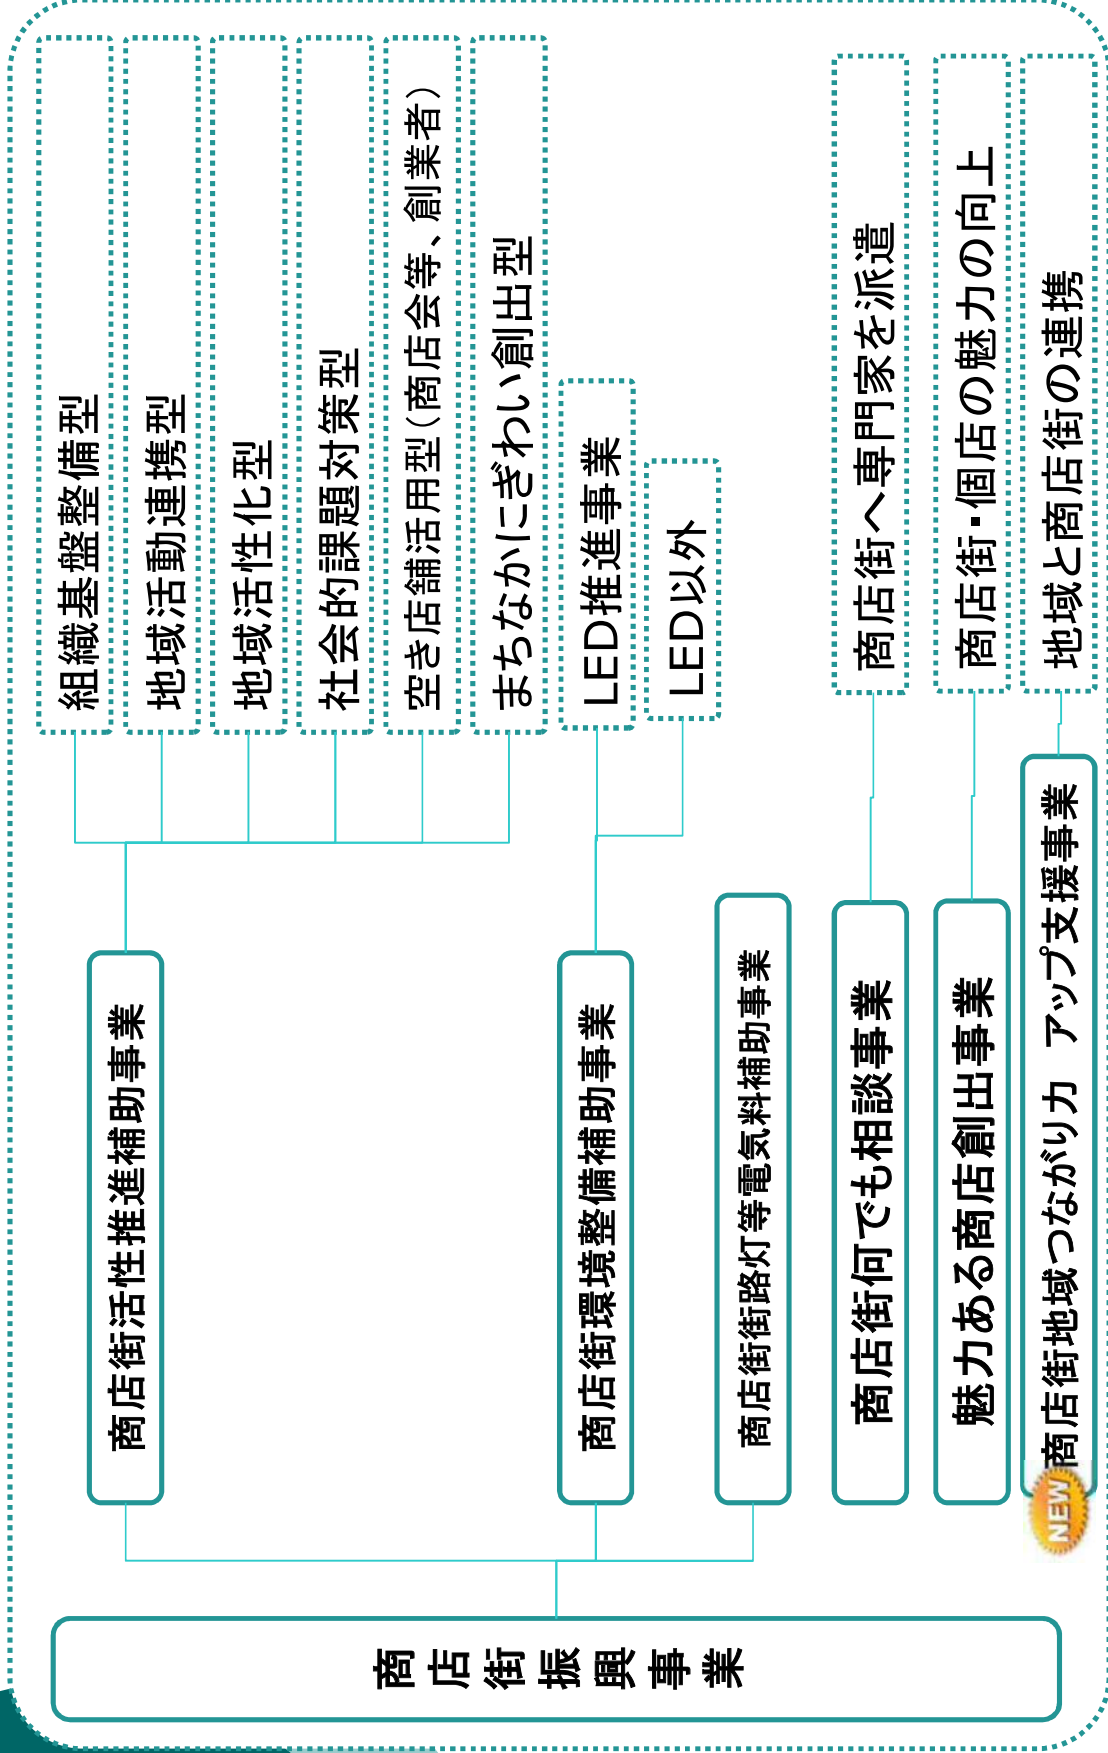 商店街振興事業
商店街活性推進補助事業
組織基盤整備型
地域活動連携型
地域活性化型
社会的課題対策型
空き店舗活用型（商店会等、創業者）
まちなかにぎわい創出型
商店街環境整備補助事業
LED推進事業
LED以外
商店街街路灯等電気料補助事業
商店街何でも相談事業
商店街へ専門家を派遣
魅力ある商店創出事業
商店街・個店の魅力の向上
NEW
商店街地域つながり力　アップ支援事業
地域と商店街の連携